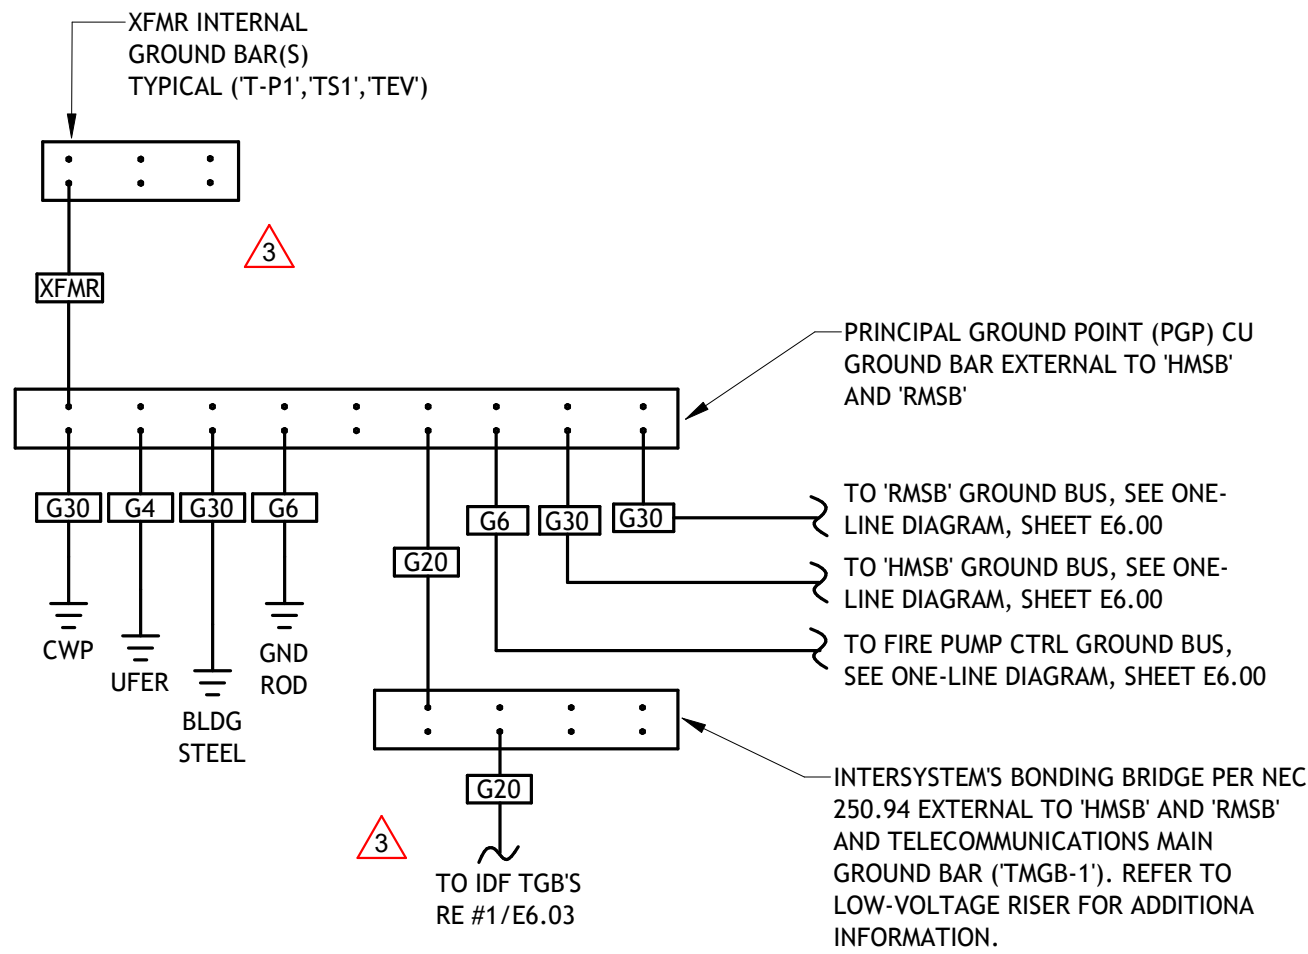 XFMR INTERNAL
GROUND BAR(S)
TYPICAL ('T-P1','TS1','TEV')
3
XFMR
PRINCIPAL GROUND POINT (PGP) CU
GROUND BAR EXTERNAL TO 'HMSB'
AND 'RMSB'
G30
G4
G30
G6
G20
G6
G30
G30
TO 'RMSB' GROUND BUS, SEE ONE-
LINE DIAGRAM, SHEET E6.00
TO 'HMSB' GROUND BUS, SEE ONE-
LINE DIAGRAM, SHEET E6.00
TO FIRE PUMP CTRL GROUND BUS,
SEE ONE-LINE DIAGRAM, SHEET E6.00
CWP
UFER
BLDG
STEEL
GND
ROD
G20
3
TO IDF TGB'S
RE #1/E6.03
INTERSYSTEM'S BONDING BRIDGE PER NEC
250.94 EXTERNAL TO 'HMSB' AND 'RMSB'
AND TELECOMMUNICATIONS MAIN
GROUND BAR ('TMGB-1'). REFER TO
LOW-VOLTAGE RISER FOR ADDITIONA
INFORMATION.